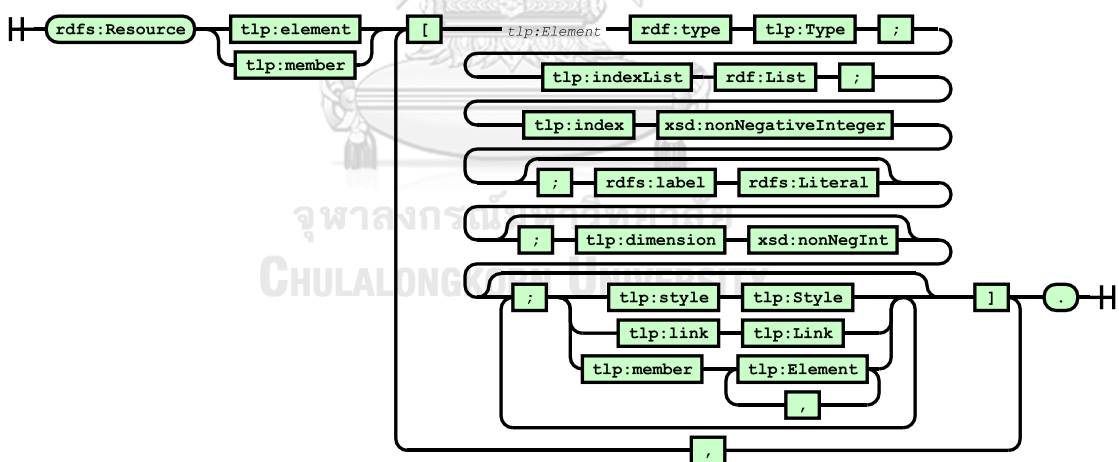 rdfs:Resource tlp:element [ tlp:Element rdf:type tlp:Type ;
tlp:member
tlp:indexList rdf:List ;
tlp:index xsd:nonNegativeInteger
; rdfs:label rdfs:Literal
จุฬาลงกรณ์มหาวิทยาลัย
; tlp:dimension xsd:nonNegInt
CHULALONGKORN UNIVERSITY
; tlp:style tlp:Style ] .
tlp:link tlp:Link
tlp:member tlp:Element
,
,